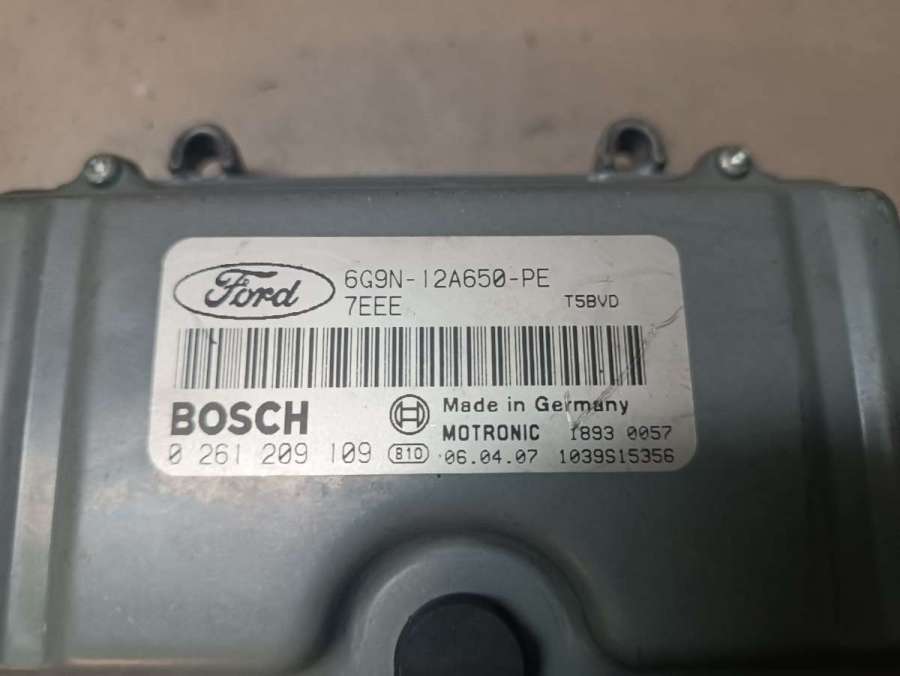 Ford 6G9N-12A650-PE
7EEE T5BVD
BOSCH Made in Germany
MOTRONIC 1893 0057
0 261 209 109 B10 06.04.07 1039S15356